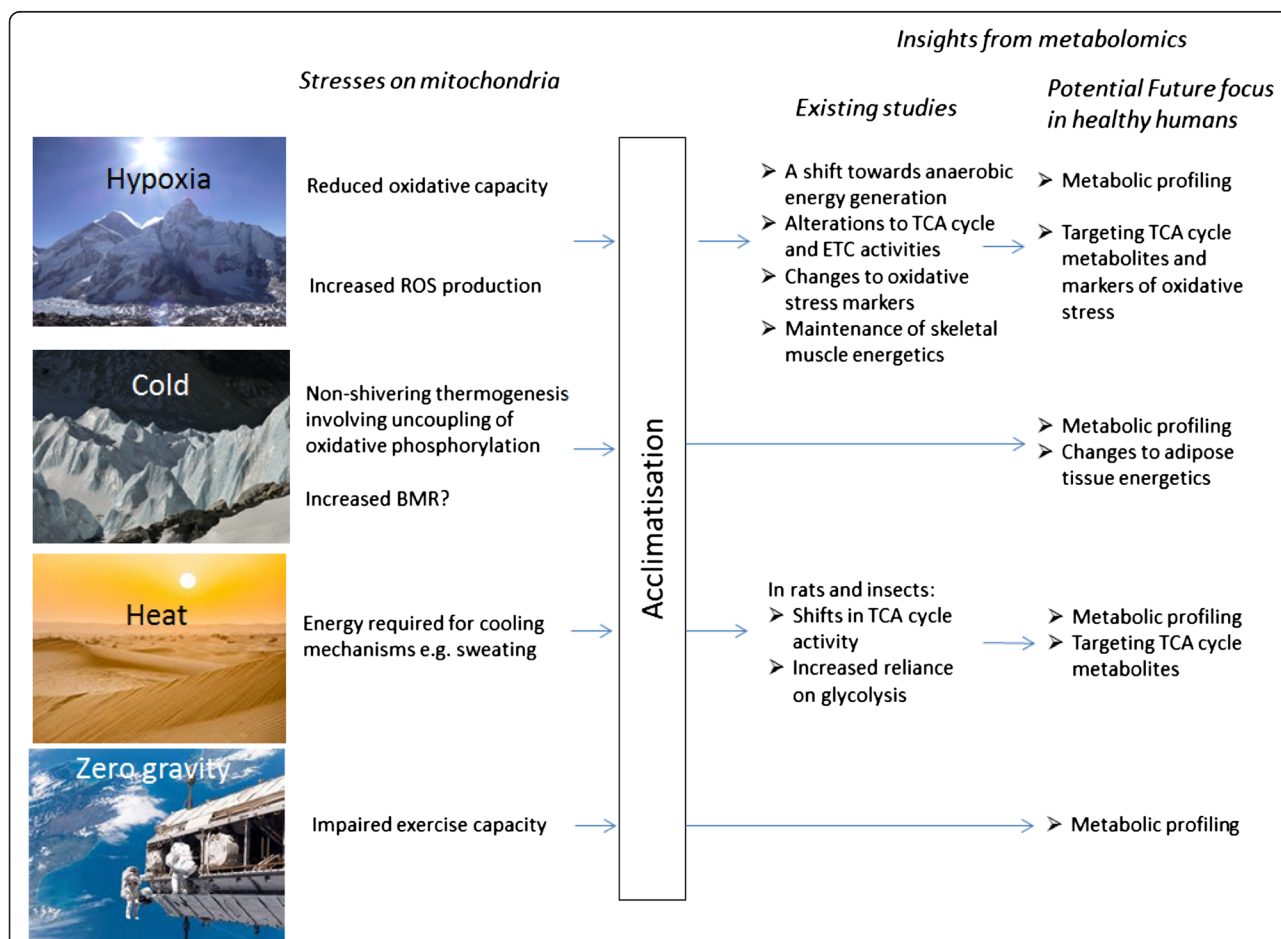 Insights from metabolomics
Stresses on mitochondria
Existing studies
Potential Future focus
in healthy humans
Hypoxia
Reduced oxidative capacity
Increased ROS production
Acclimatisation
➤ A shift towards anaerobic
energy generation
➤ Alterations to TCA cycle
and ETC activities
➤ Changes to oxidative
stress markers
➤ Maintenance of skeletal
muscle energetics
➤ Metabolic profiling
➤ Targeting TCA cycle
metabolites and
markers of oxidative
stress
Cold
Non-shivering thermogenesis
involving uncoupling of
oxidative phosphorylation
Increased BMR?
➤ Metabolic profiling
➤ Changes to adipose
tissue energetics
Heat
Energy required for cooling
mechanisms e.g. sweating
In rats and insects:
➤ Shifts in TCA cycle
activity
➤ Increased reliance
on glycolysis
➤ Metabolic profiling
➤ Targeting TCA cycle
metabolites
Zero gravity
Impaired exercise capacity
➤ Metabolic profiling